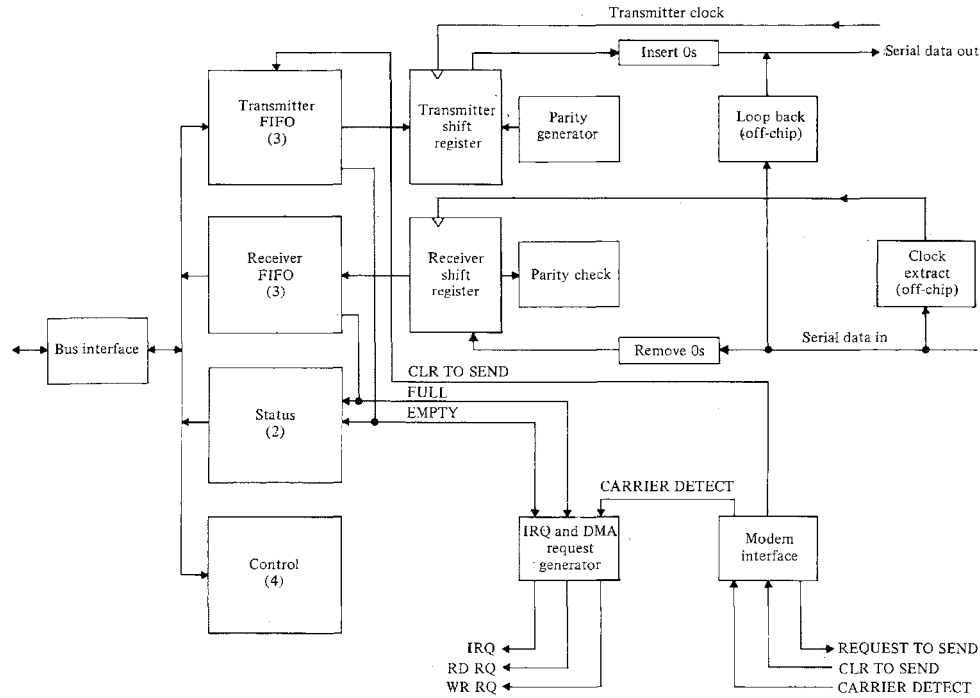 Transmitter clock
Insert 0s
Serial data out
Transmitter
FIFO
(3)
Transmitter
shift
register
Parity
generator
Loop back
(off-chip)
Receiver
FIFO
(3)
Receiver
shift
register
Parity check
Clock
extract
(off-chip)
Bus interface
Remove 0s
Serial data in
CLR TO SEND
FULL
EMPTY
Status
(2)
CARRIER DETECT
Control
(4)
IRQ and DMA
request
generator
Modem
interface
IRQ
RD RQ
WR RQ
REQUEST TO SEND
CLR TO SEND
CARRIER DETECT